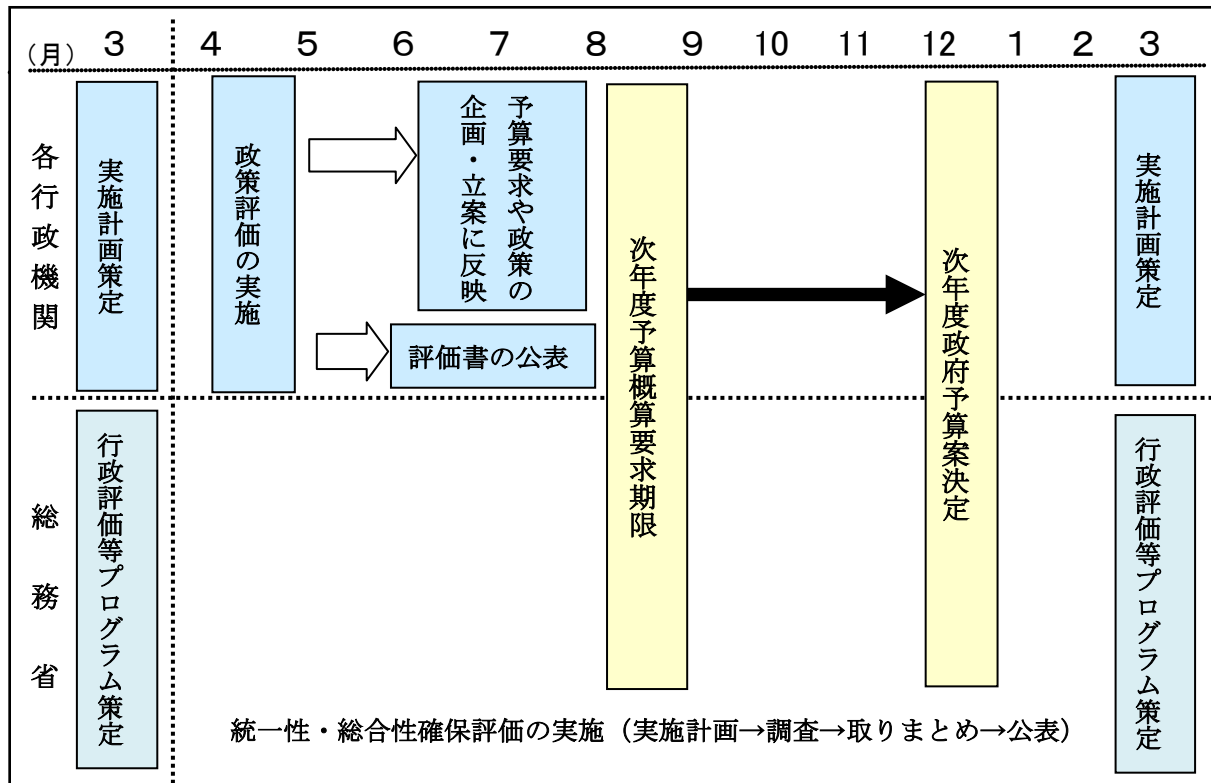 (月) 3 4 5 6 7 8 9 10 11 12 1 2 3
各行政機関
実施計画策定
政策評価の実施
予算要求や政策の
企画・立案に反映
評価書の公表
次年度予算概算要求期限
次年度政府予算案決定
実施計画策定
総務省
行政評価等プログラム策定
統一性・総合性確保評価の実施（実施計画→調査→取りまとめ→公表）
行政評価等プログラム策定